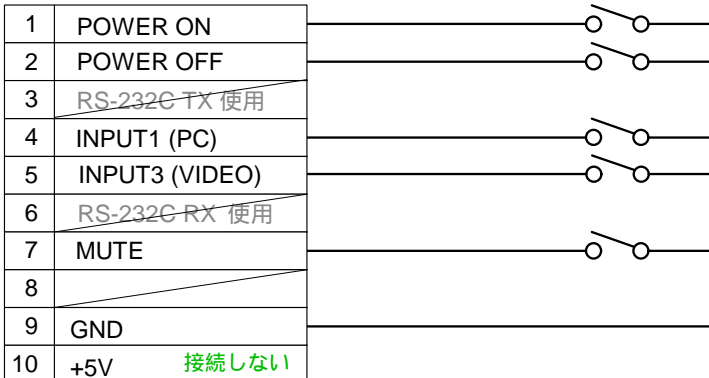 1 POWER ON
2 POWER OFF
3 RS-232C TX 使用
4 INPUT1 (PC)
5 INPUT3 (VIDEO)
6 RS-232C RX 使用
7 MUTE
8
9 GND
10 +5V 接続しない